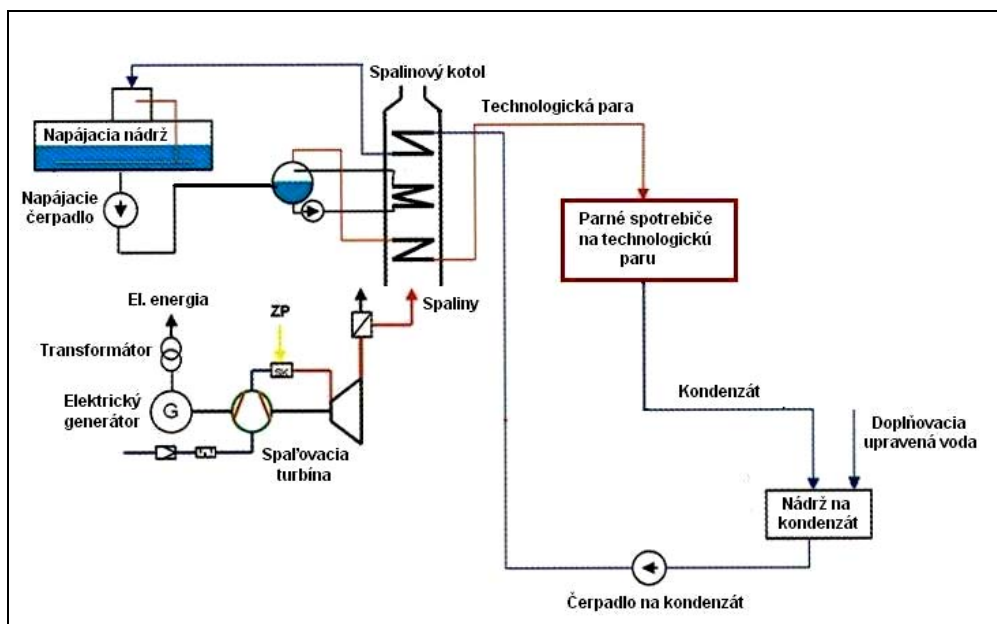 Spalinový kotol
Technologická para
Napájacia nádrž
Napájacie
čerpadlo
Parné spotrebiče
na technologickú
paru
El. energia
Spaliny
ZP
Transformátor
SK
Elektrický
generátor
G
Kondenzát
Doplňovacia
upravená voda
Spaľovacia
turbína
Nádrž na
kondenzát
Čerpadlo na kondenzát